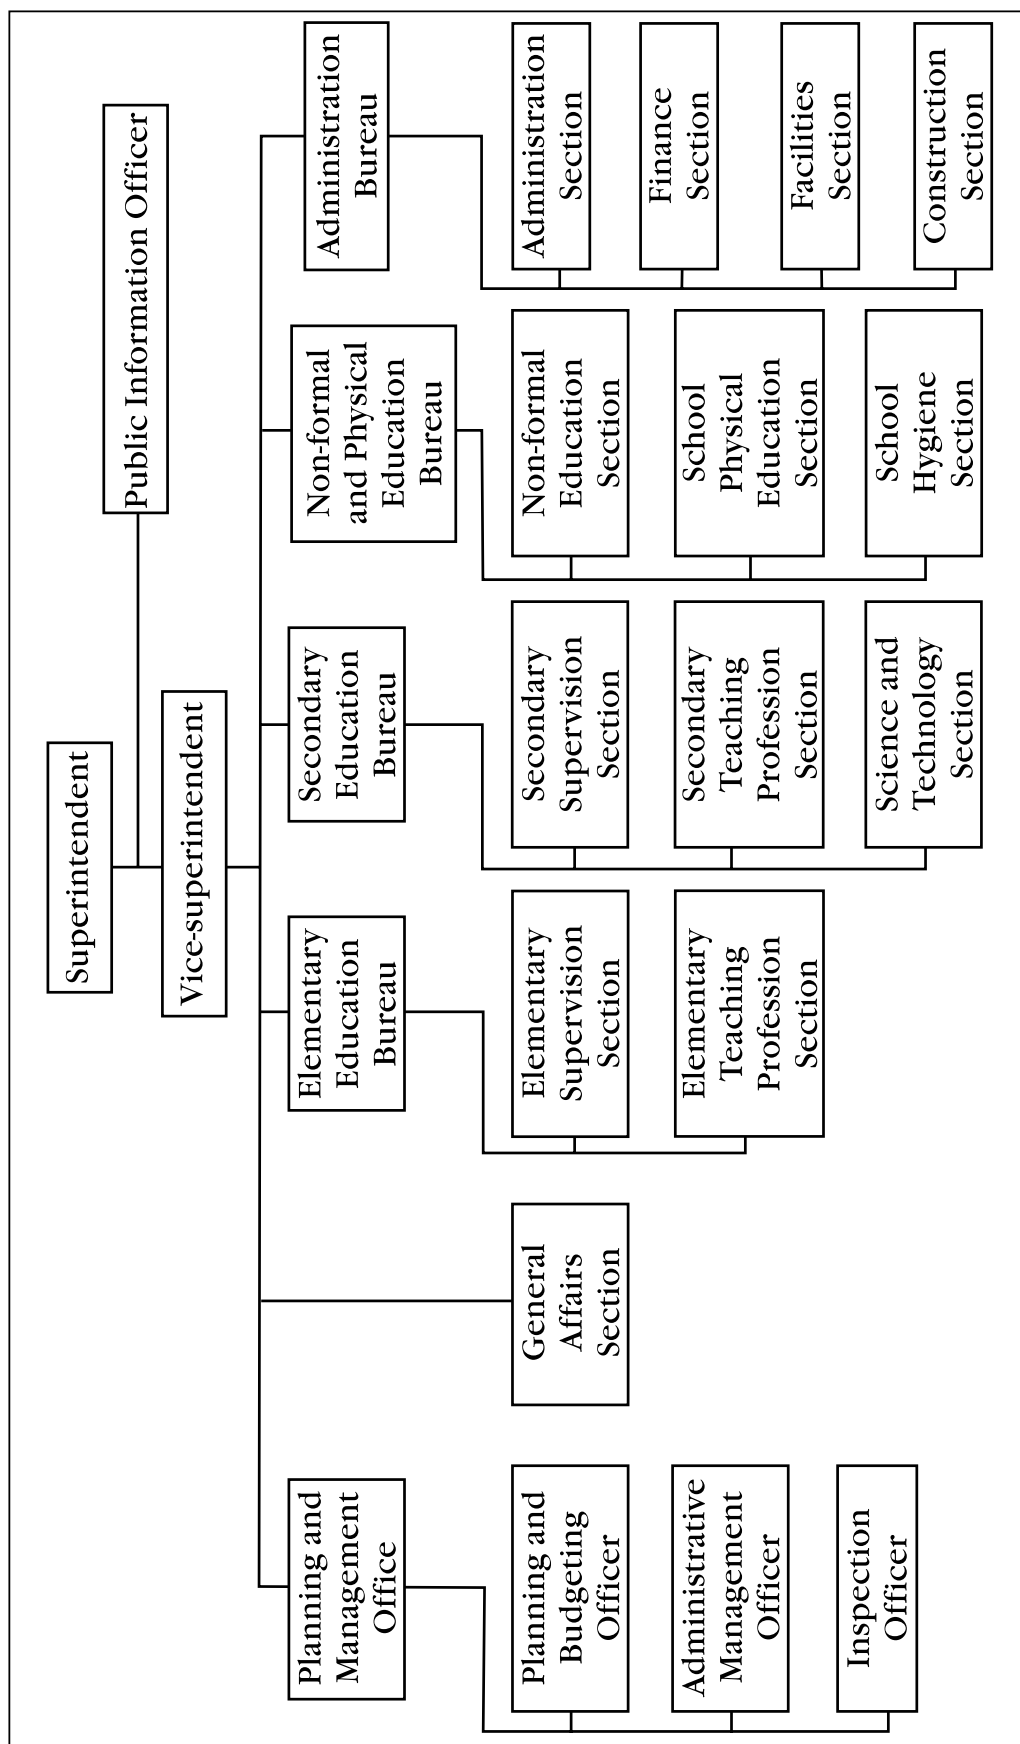 Superintendent
Public Information Officer
Vice-superintendent
Planning and
Management
Office
Elementary
Education
Bureau
Secondary
Education
Bureau
Non-formal
and Physical
Education
Bureau
Administration
Bureau
Planning and
Budgeting
Officer
Administrative
Management
Officer
Inspection
Officer
General
Affairs
Section
Elementary
Supervision
Section
Elementary
Teaching
Profession
Section
Secondary
Supervision
Section
Secondary
Teaching
Profession
Section
Science and
Technology
Section
Non-formal
Education
Section
School
Physical
Education
Section
School
Hygiene
Section
Administration
Section
Finance
Section
Facilities
Section
Construction
Section